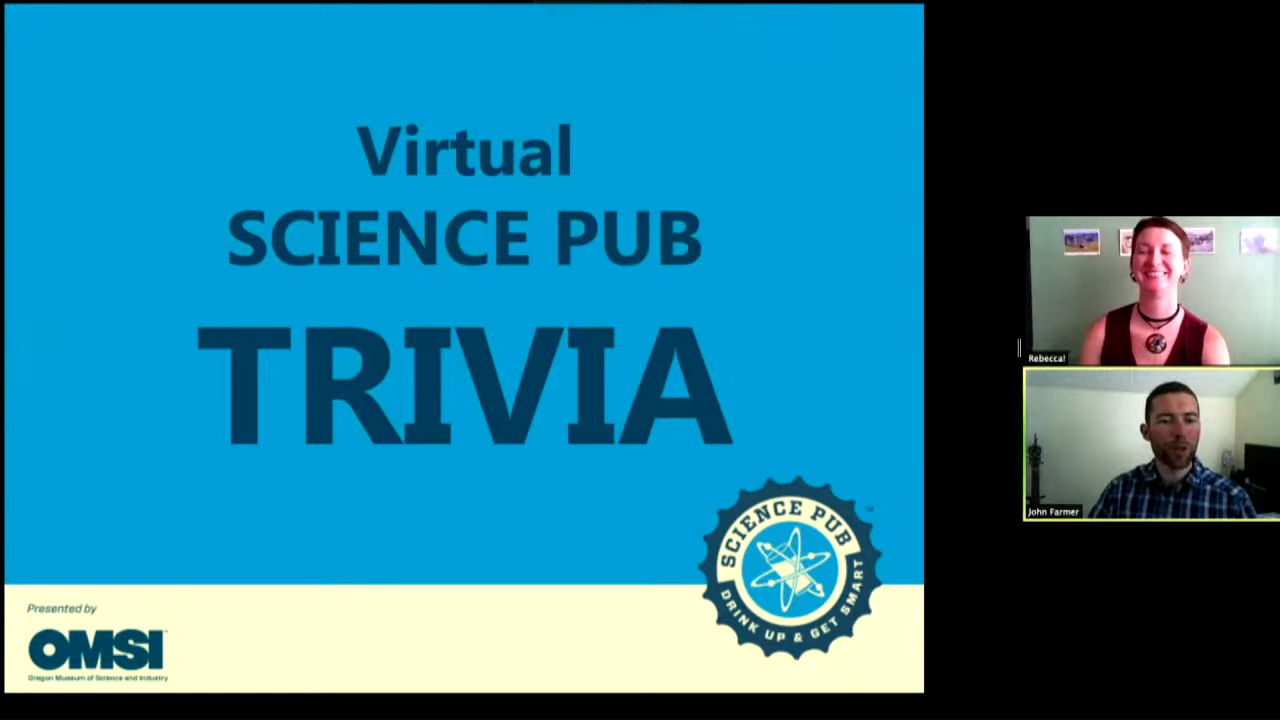 Virtual
SCIENCE PUB
TRIVIA
SCIENCE PUB
DRINK UP & GET SMART
TM
Presented by
OMSI
Oregon Museum of Science and Industry
Rebecca!
John Farmer